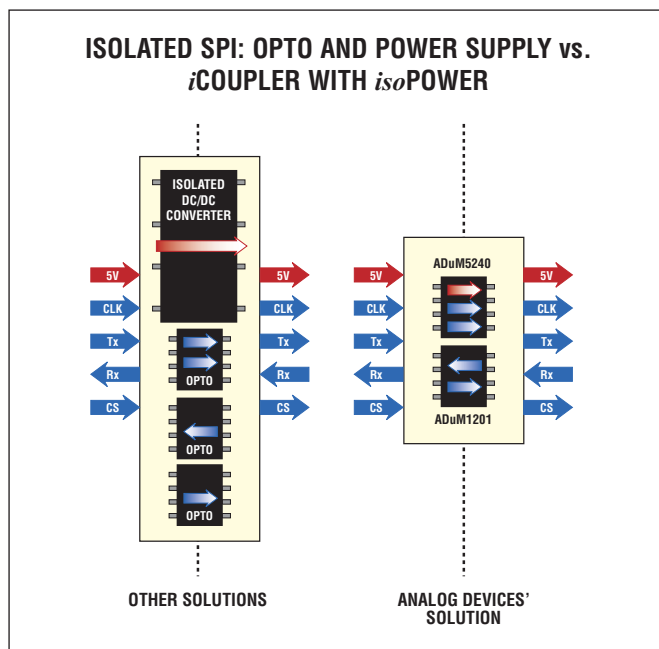 ISOLATED SPI: OPTO AND POWER SUPPLY vs.
iCOUPLER WITH isoPOWER
ISOLATED
DC/DC
CONVERTER
5V
CLK
Tx
Rx
CS
OPTO
OPTO
OPTO
5V
CLK
Tx
Rx
CS
OTHER SOLUTIONS
5V
CLK
Tx
Rx
CS
ADuM5240
ADuM1201
5V
CLK
Tx
Rx
CS
ANALOG DEVICES'
SOLUTION